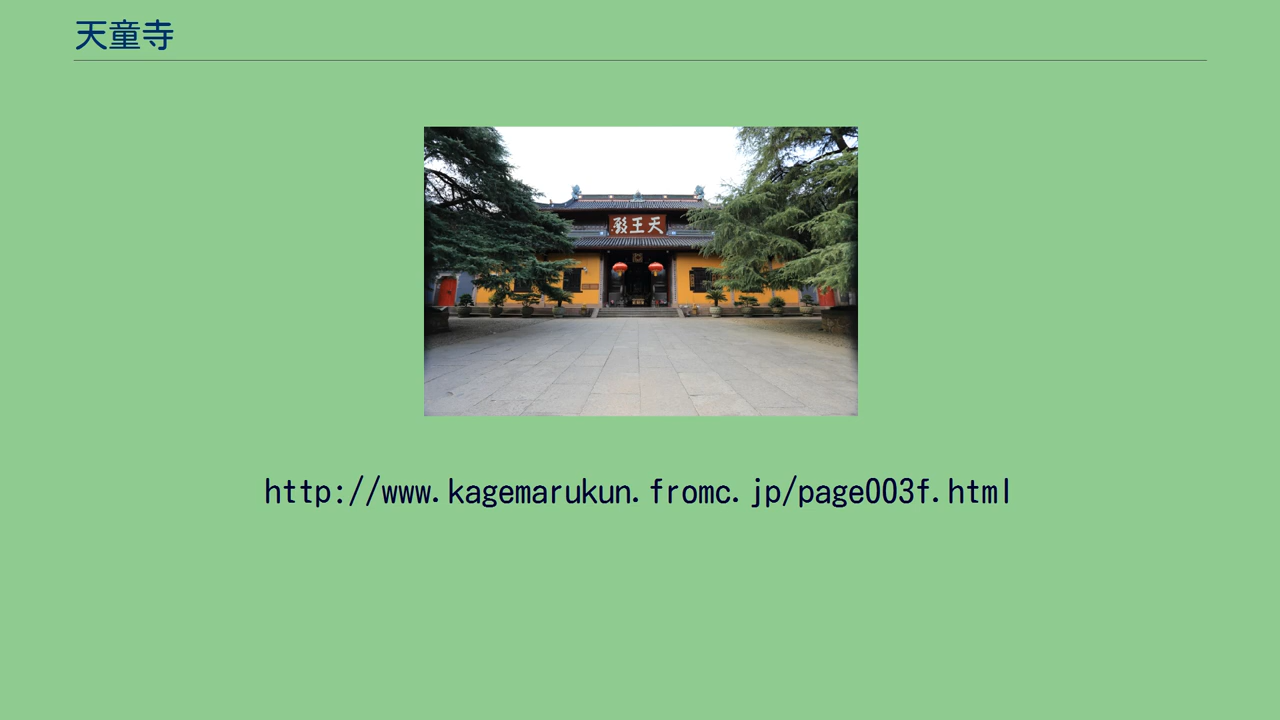 天童寺
殿王天
http://www.kagemarukun.fromc.jp/page003f.html